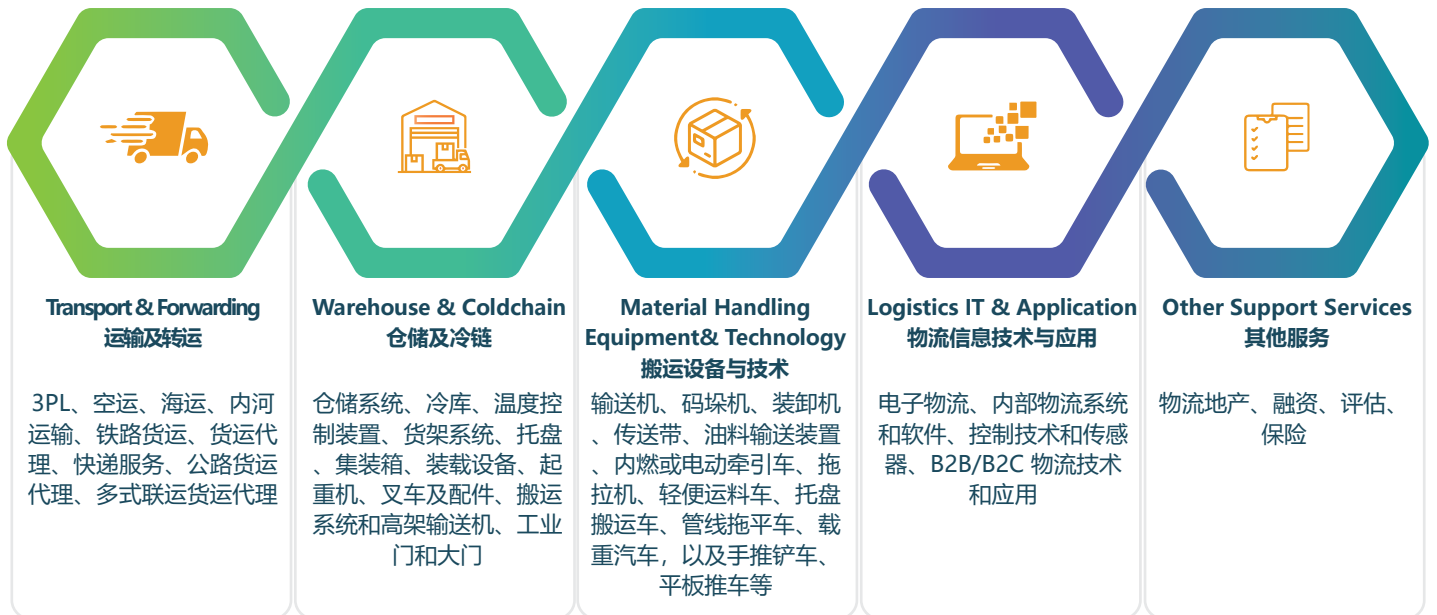 Transport & Forwarding
运输及转运
3PL、空运、海运、内河
运输、铁路货运、货运代
理、快递服务、公路货运
代理、多式联运货运代理
Warehouse & Coldchain
仓储及冷链
仓储系统、冷库、温度控
制装置、货架系统、托盘
、集装箱、装载设备、起
重机、叉车及配件、搬运
系统和高架输送机、工业
门和大门
Material Handling
Equipment& Technology
搬运设备与技术
输送机、码垛机、装卸机
、传送带、油料输送装置
、内燃或电动牵引车、拖
拉机、轻便运料车、托盘
搬运车、管线拖平车、载
重汽车，以及手推铲车、
平板推车等
Logistics IT & Application
物流信息技术与应用
电子物流、内部物流系统
和软件、控制技术和传感
器、B2B/B2C 物流技术
和应用
Other Support Services
其他服务
物流地产、融资、评估、
保险